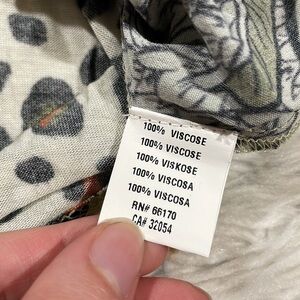 100% VISCOSE
100% VISCOSE
100% VISKOSE
100% VISCOSA
100% VISCOSA
RN# 66170
CA# 32054